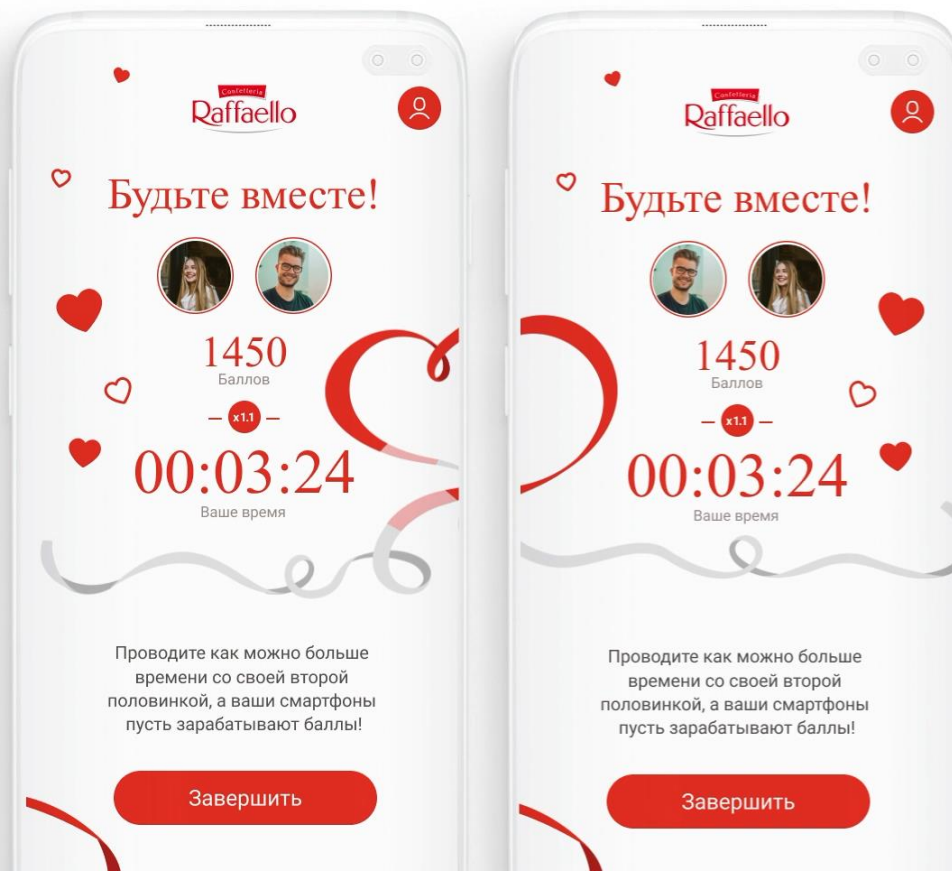 Confetteria
Raffaello
Будьте вместе!
1450
Баллов
x1.1
00:03:24
Ваше время
Проводите как можно больше
времени со своей второй
половинкой, а ваши смартфоны
пусть зарабатывают баллы!
Завершить
Confetteria
Raffaello
Будьте вместе!
1450
Баллов
x1.1
00:03:24
Ваше время
Проводите как можно больше
времени со своей второй
половинкой, а ваши смартфоны
пусть зарабатывают баллы!
Завершить